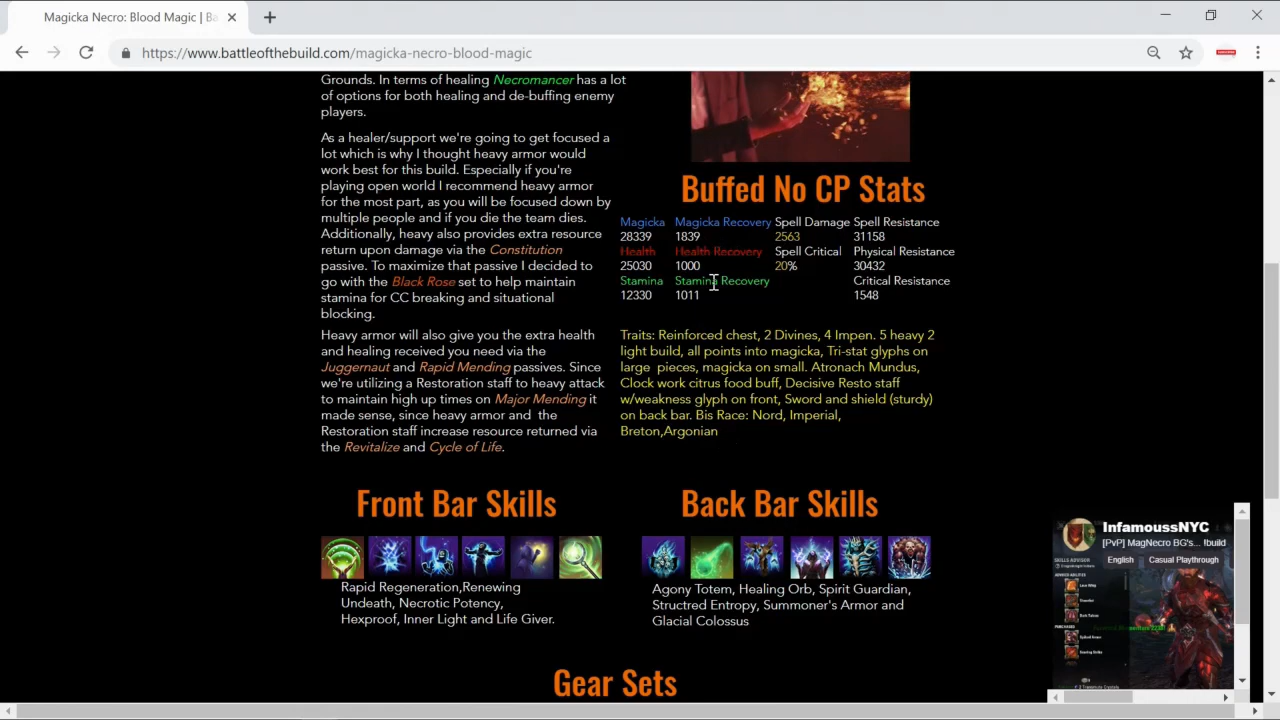 Magicka Necro: Blood Magic | Ba
https://www.battleofthebuild.com/magicka-necro-blood-magic
Grounds. In terms of healing Necromancer has a lot
of options for both healing and de-buffing enemy
players.
As a healer/support we're going to get focused a
lot which is why I thought heavy armor would
work best for this build. Especially if you're
playing open world I recommend heavy armor
for the most part, as you will be focused down by
multiple people and if you die the team dies.
Additionally, heavy also provides extra resource
return upon damage via the Constitution
passive. To maximize that passive I decided to
go with the Black Rose set to help maintain
stamina for CC breaking and situational
blocking.
Heavy armor will also give you the extra health
and healing received you need via the
Juggernaut and Rapid Mending passives. Since
we're utilizing a Restoration staff to heavy attack
to maintain high up times on Major Mending it
made sense, since heavy armor and the
Restoration staff increase resource returned via
the Revitalize and Cycle of Life.
Buffed No CP Stats
Magicka Magicka Recovery Spell Damage Spell Resistance
28339 1839 2563 31158
Health Health Recovery Spell Critical Physical Resistance
25030 1000 20% 30432
Stamina Stamina Recovery Critical Resistance
12330 1011 1548
Traits: Reinforced chest, 2 Divines, 4 Impen. 5 heavy 2
light build, all points into magicka, Tri-stat glyphs on
large pieces, magicka on small. Atronach Mundus,
Clock work citrus food buff, Decisive Resto staff
w/weakness glyph on front, Sword and shield (sturdy)
on back bar. Bis Race: Nord, Imperial,
Breton,Argonian
Front Bar Skills
Rapid regeneration,Renewing
Undeath, Necrotic Potency,
Hexproof, Inner Light and Life Giver.
Back Bar Skills
Agony Totem, Healing Orb, Spirit Guardian,
Structred Entropy, Summoner's Armor and
Glacial Colossus
Gear Sets
InfamoussNYC
[PvP] MagNecro BG's... !build
English Casual Playthrough
SKILLS ADVISOR